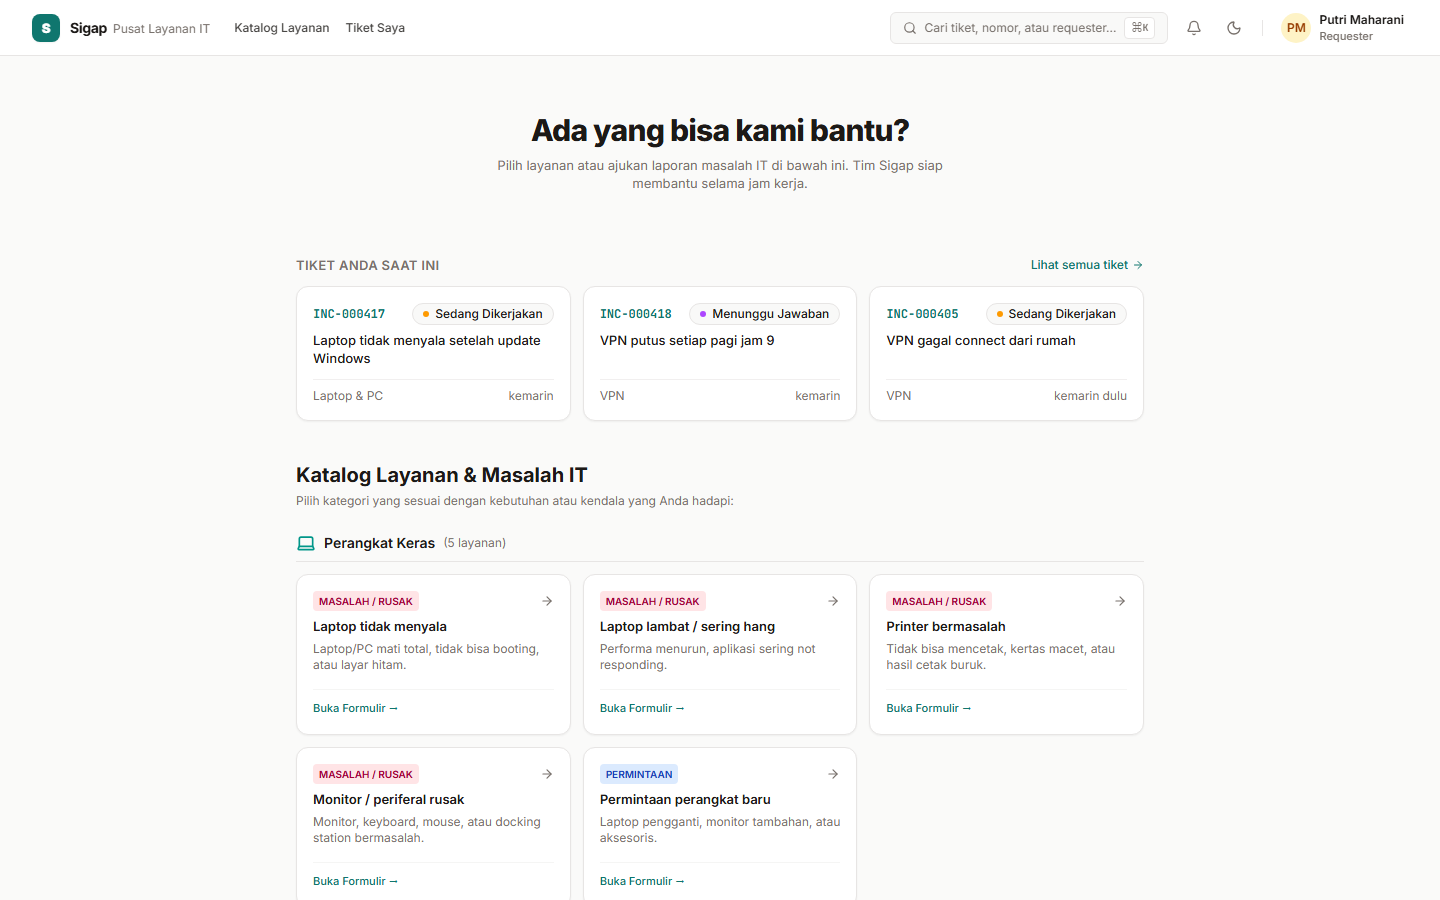 S Sigap Pusat Layanan IT Katalog Layanan Tiket Saya Cari tiket, nomor, atau requester... ⌘K PM Putri Maharani
Requester
Ada yang bisa kami bantu?
Pilih layanan atau ajukan laporan masalah IT di bawah ini. Tim Sigap siap
membantu selama jam kerja.
TIKET ANDA SAAT INI Lihat semua tiket →
INC-000417 Sedang Dikerjakan
Laptop tidak menyala setelah update
Windows
Laptop & PC kemarin
INC-000418 Menunggu Jawaban
VPN putus setiap pagi jam 9
VPN kemarin
INC-000405 Sedang Dikerjakan
VPN gagal connect dari rumah
VPN kemarin dulu
Katalog Layanan & Masalah IT
Pilih kategori yang sesuai dengan kebutuhan atau kendala yang Anda hadapi:
Perangkat Keras (5 layanan)
MASALAH / RUSAK →
Laptop tidak menyala
Laptop/PC mati total, tidak bisa booting,
atau layar hitam.
Buka Formulir →
MASALAH / RUSAK →
Laptop lambat / sering hang
Performa menurun, aplikasi sering not
responding.
Buka Formulir →
MASALAH / RUSAK →
Printer bermasalah
Tidak bisa mencetak, kertas macet, atau
hasil cetak buruk.
Buka Formulir →
MASALAH / RUSAK →
Monitor / periferal rusak
Monitor, keyboard, mouse, atau docking
station bermasalah.
Buka Formulir →
PERMINTAAN →
Permintaan perangkat baru
Laptop pengganti, monitor tambahan, atau
aksesoris.
Buka Formulir →